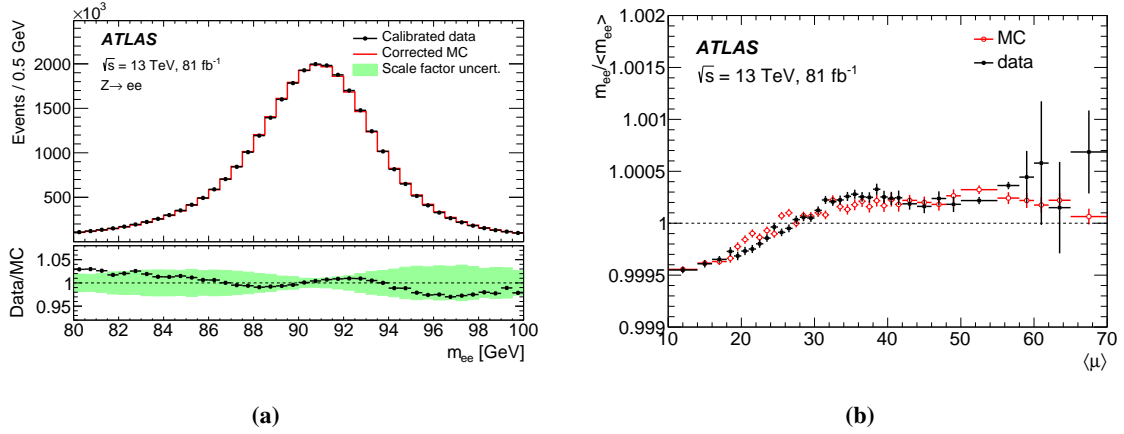 ×10³
ATLAS
√s = 13 TeV, 81 fb⁻¹
Z→ ee
Calibrated data
Corrected MC
Scale factor uncert.
Events / 0.5 GeV
2000
1000
0
Data/MC
1.05
1
0.95
80 82 84 86 88 90 92 94 96 98 100
m_ee [GeV]
(a)
m_ee/<m_ee>
1.002
1.0015
1.001
1.0005
1
0.9995
0.999
ATLAS
√s = 13 TeV, 81 fb⁻¹
MC
data
10 20 30 40 50 60 70
⟨μ⟩
(b)